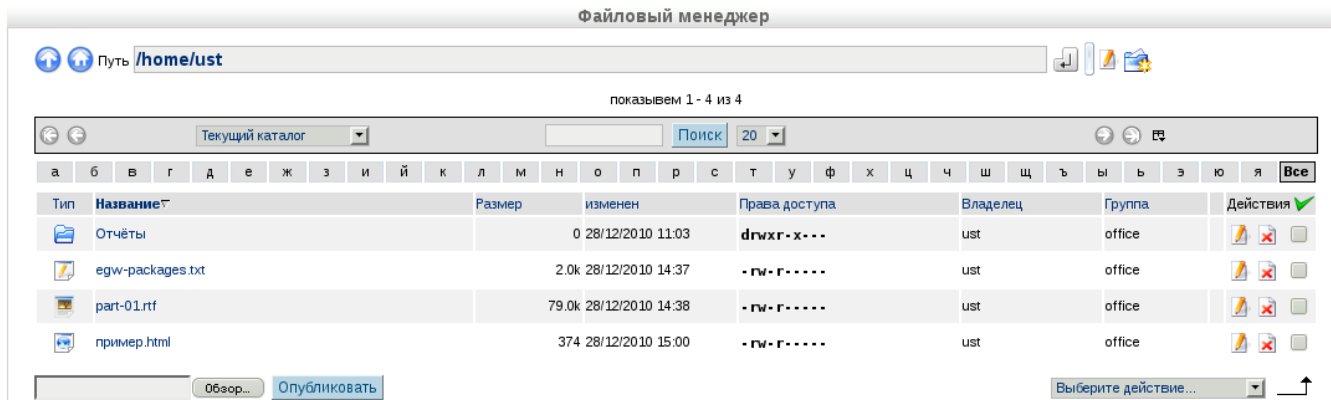 Файловый менеджер
Путь /home/ust
показывем 1 - 4 из 4
Текущий каталог Поиск 20
а б в г д е ж з и й к л м н о п р с т у ф х ц ч ш щ ъ ы ь э ю я Все
Тип Название Размер изменен Права доступа Владелец Группа Действия
Отчёты 0 28/12/2010 11:03 drwxr-x--- ust office
egw-packages.txt 2.0k 28/12/2010 14:37 -rw-r----- ust office
part-01.rtf 79.0k 28/12/2010 14:38 -rw-r----- ust office
пример.html 374 28/12/2010 15:00 -rw-r----- ust office
Обзор... Опубликовать Выберите действие...